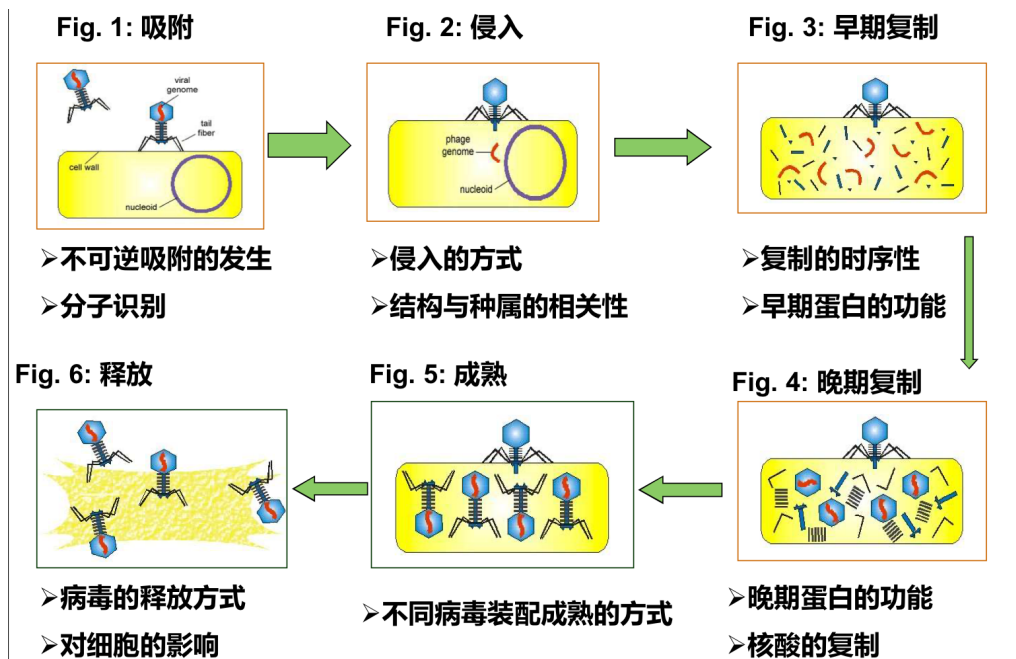 Fig. 1: 吸附
viral
genome
tail
fiber
cell wall
nucleoid
➢不可逆吸附的发生
➢分子识别
Fig. 2: 侵入
phage
genome
nucleoid
➢侵入的方式
➢结构与种属的相关性
Fig. 3: 早期复制
➢复制的时序性
➢早期蛋白的功能
Fig. 4: 晚期复制
➢晚期蛋白的功能
➢核酸的复制
Fig. 5: 成熟
➢不同病毒装配成熟的方式
Fig. 6: 释放
➢病毒的释放方式
➢对细胞的影响